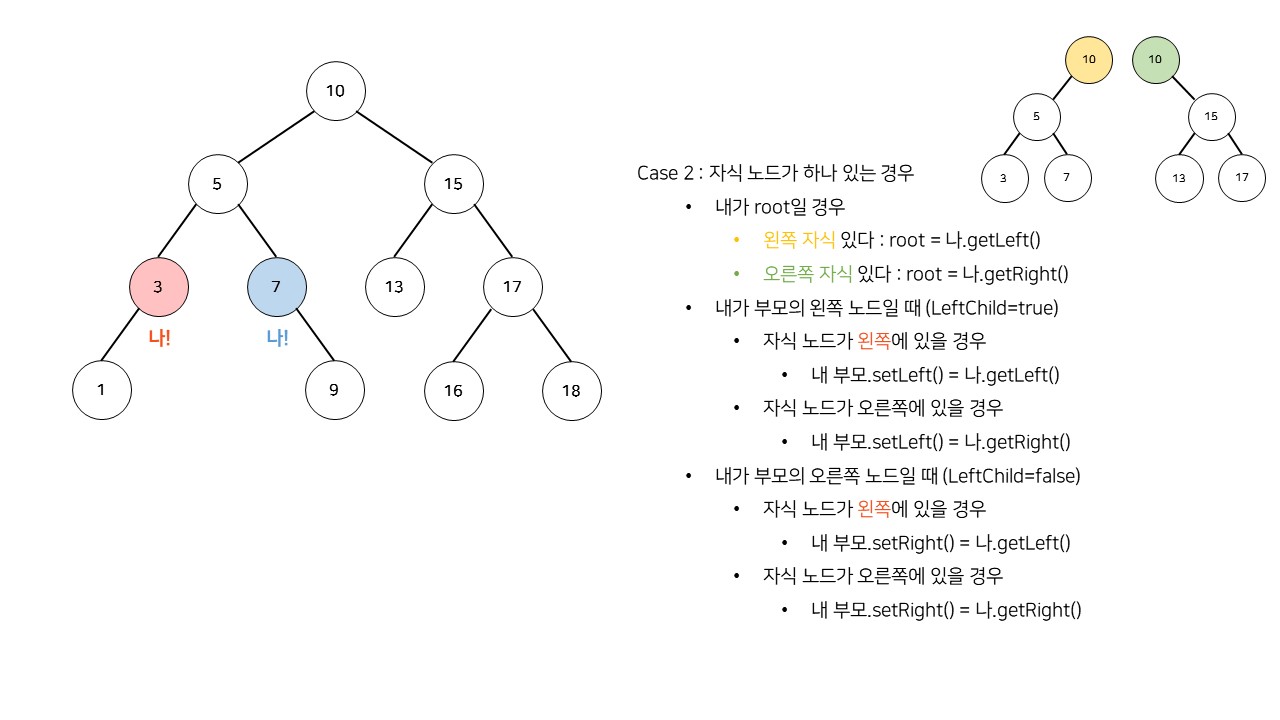 10
5 15
3 7 13 17
나! 나!
1 9 16 18
10 10
5 15
3 7 13 17
Case 2 : 자식 노드가 하나 있는 경우
• 내가 root일 경우
• 왼쪽 자식 있다 : root = 나.getLeft()
• 오른쪽 자식 있다 : root = 나.getRight()
• 내가 부모의 왼쪽 노드일 때 (LeftChild=true)
• 자식 노드가 왼쪽에 있을 경우
• 내 부모.setLeft() = 나.getLeft()
• 자식 노드가 오른쪽에 있을 경우
• 내 부모.setLeft() = 나.getRight()
• 내가 부모의 오른쪽 노드일 때 (LeftChild=false)
• 자식 노드가 왼쪽에 있을 경우
• 내 부모.setRight() = 나.getLeft()
• 자식 노드가 오른쪽에 있을 경우
• 내 부모.setRight() = 나.getRight()